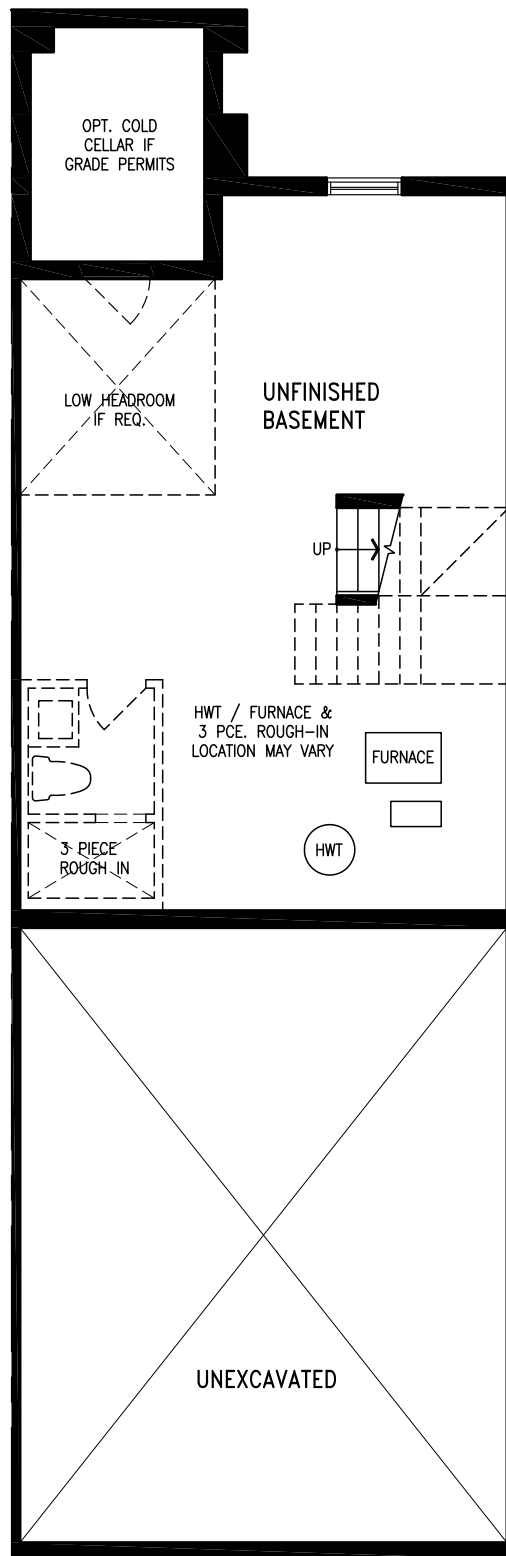 OPT. COLD
CELLAR IF
GRADE PERMITS
LOW HEADROOM
IF REQ.
UNFINISHED
BASEMENT
UP
HWT / FURNACE &
3 PCE. ROUGH-IN
LOCATION MAY VARY
FURNACE
HWT
3 PIECE
ROUGH IN
UNEXCAVATED